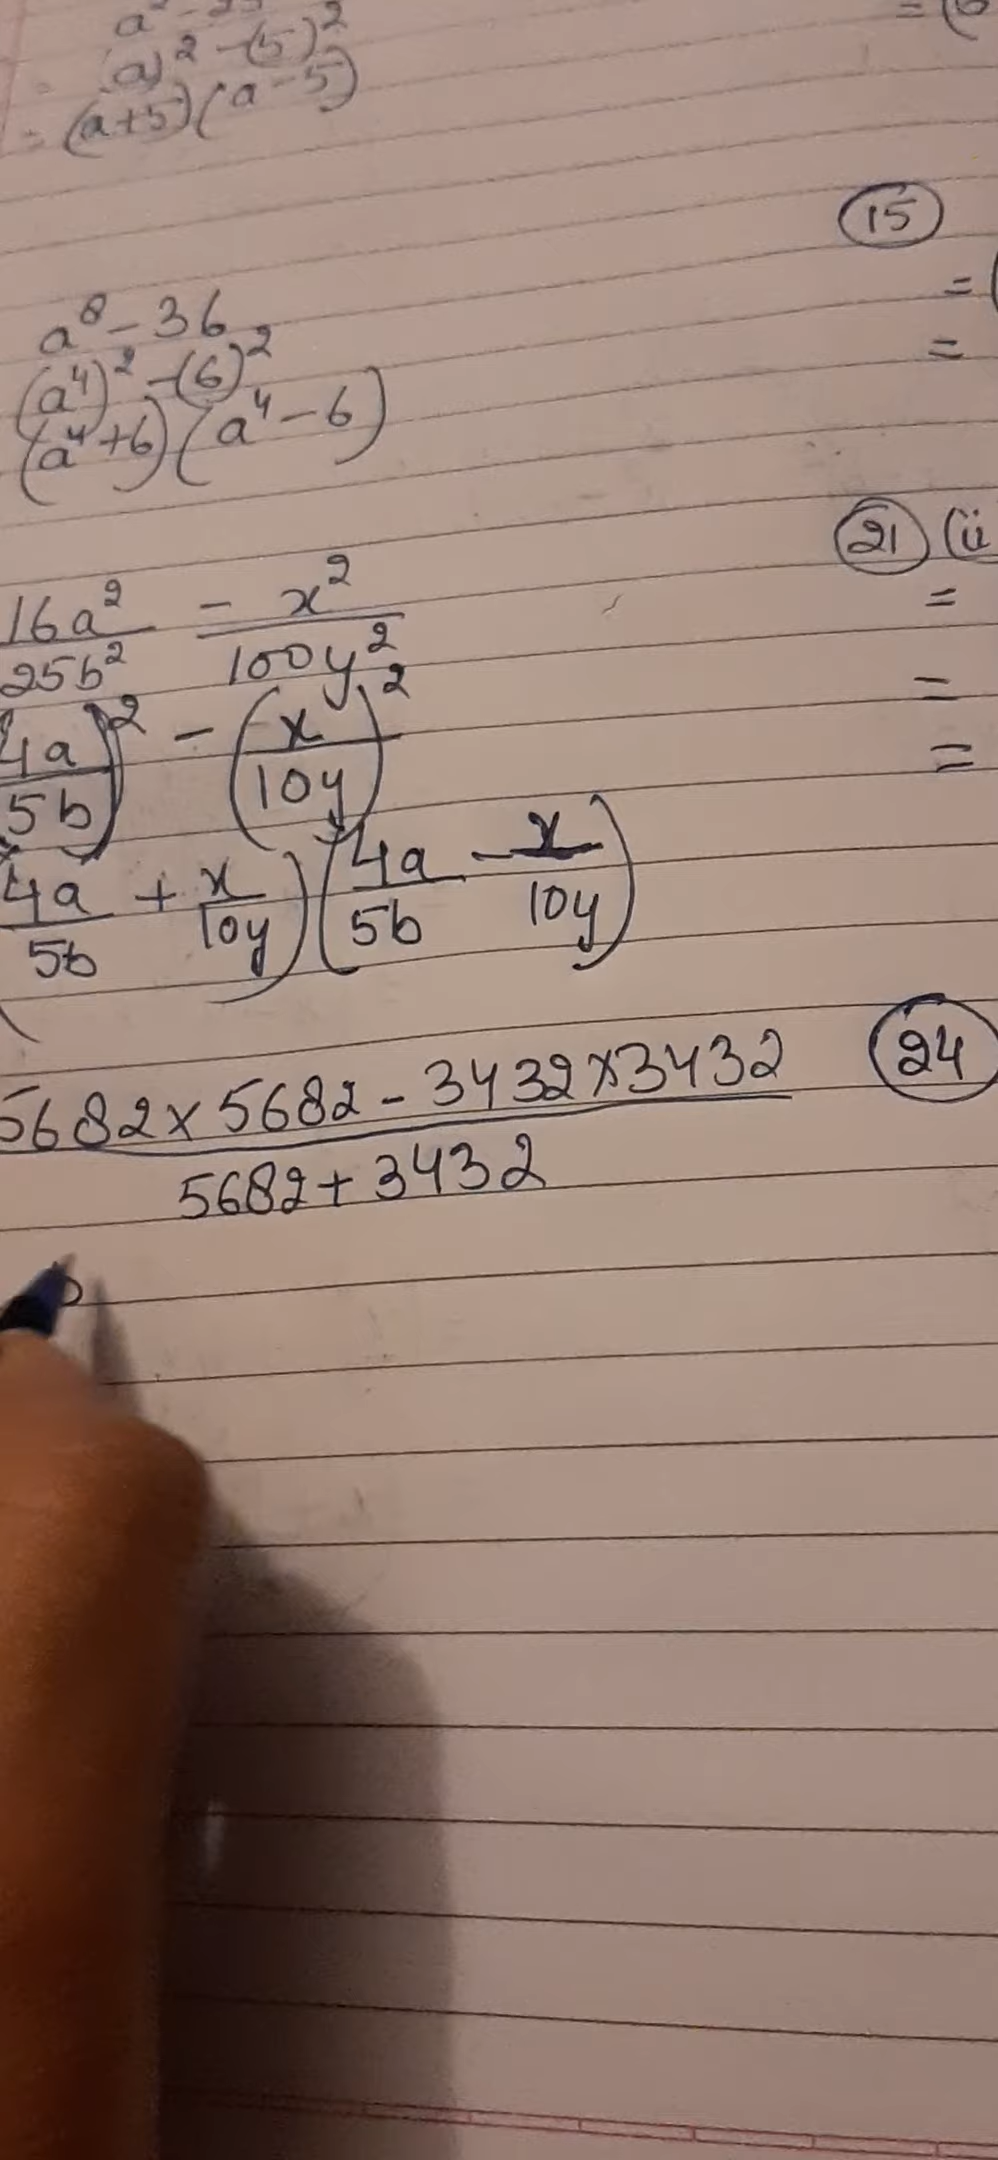 = (a)² - (5)²
= (a+5)(a-5)
15
=
=
a⁸ - 36
(a⁴)² - (6)²
(a⁴+6)(a⁴-6)
21 (ii
=
=
=
16a²/25b² - x²/100y²
(4a/5b)² - (x/10y)²
(4a/5b + x/10y)(4a/5b - x/10y)
24
5682×5682 - 3432×3432
5682+3432